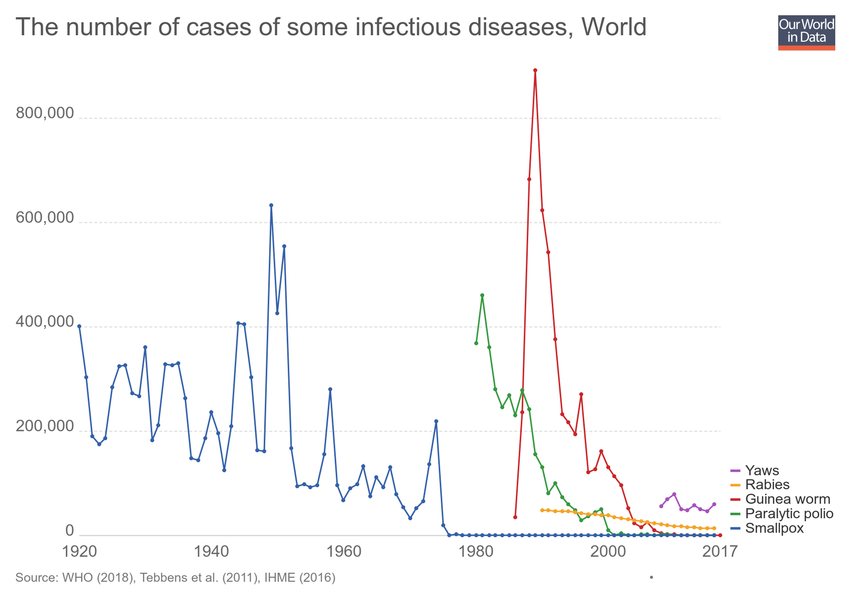 The number of cases of some infectious diseases, World
Our World
in Data
800,000
600,000
400,000
200,000
0
1920
1940
1960
1980
2000
2017
Yaws
Rabies
Guinea worm
Paralytic polio
Smallpox
Source: WHO (2018), Tebbens et al. (2011), IHME (2016)